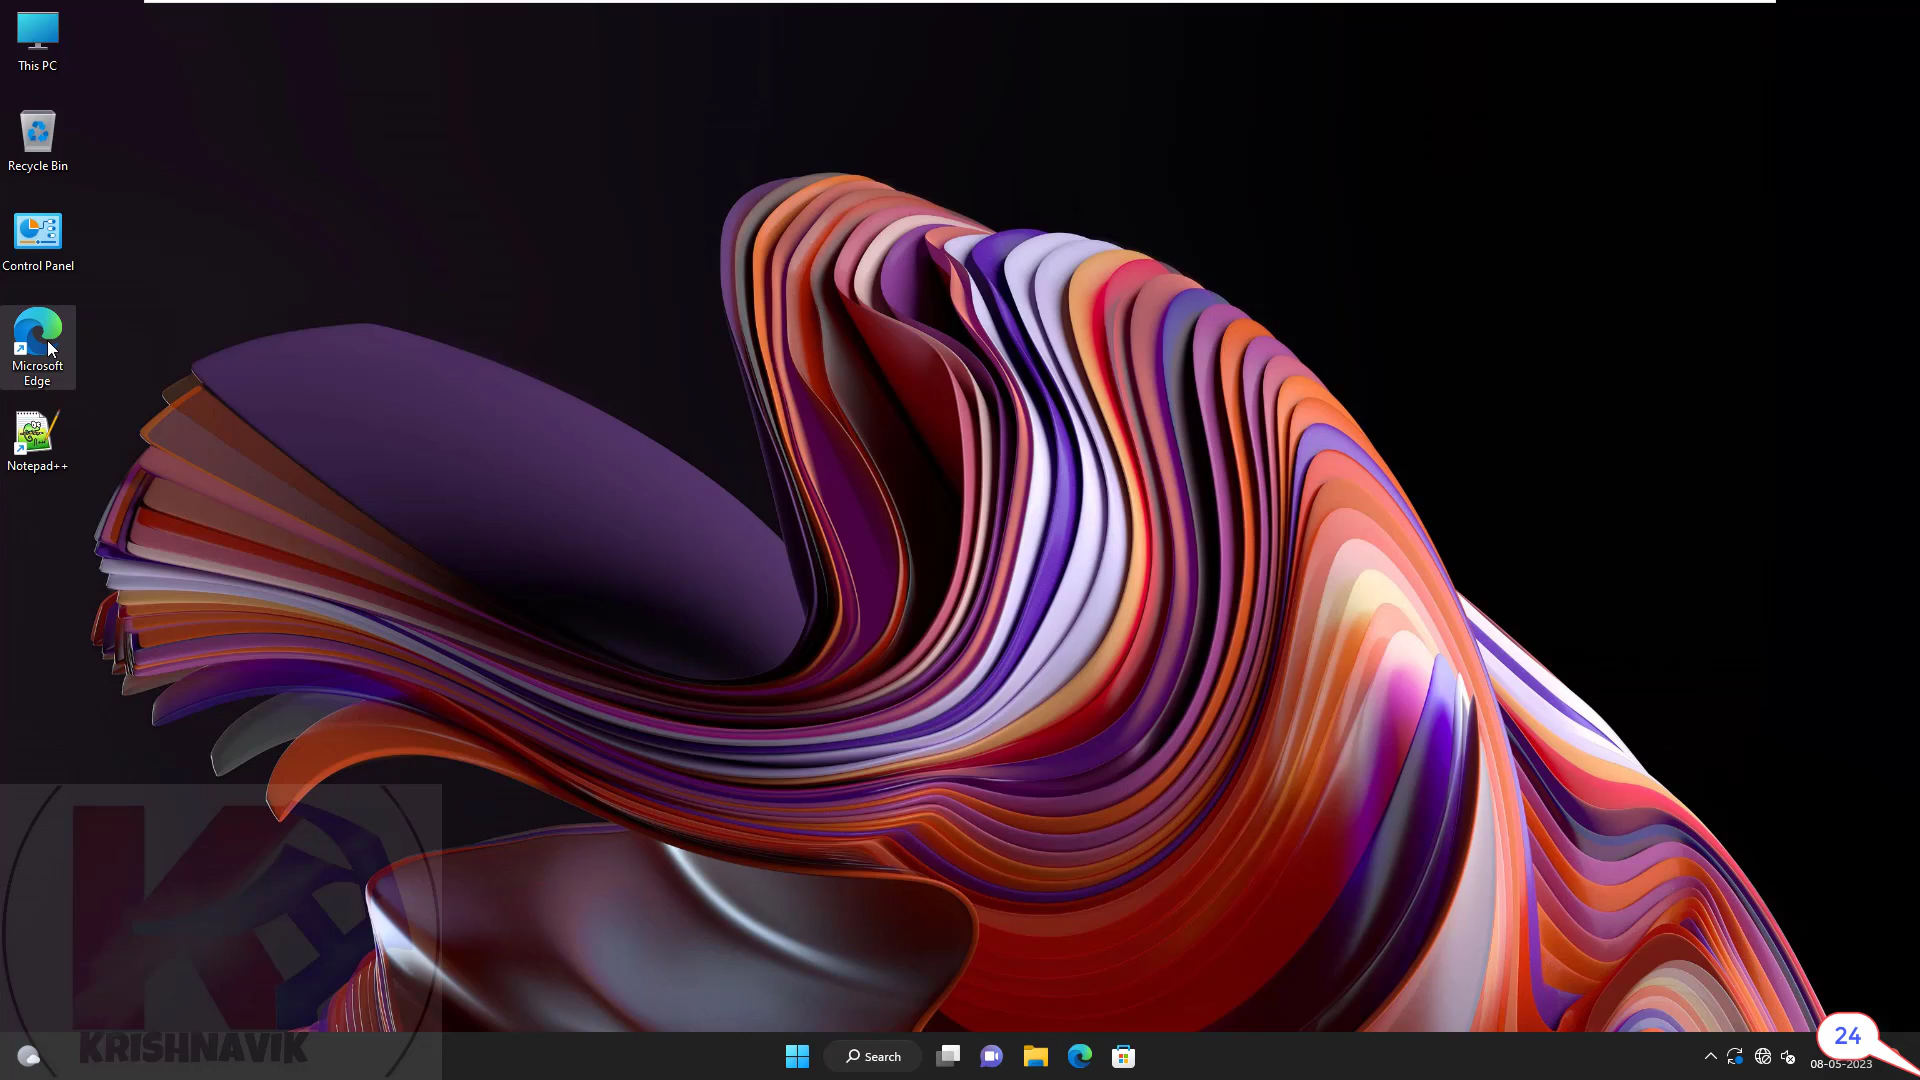 This PC
Recycle Bin
Control Panel
Microsoft
Edge
Notepad++
KRISHNAVIK
Search
24
08-05-2023